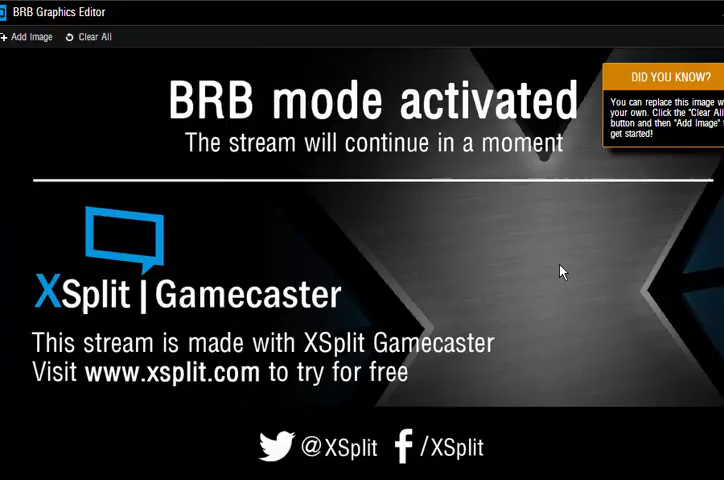 BRB Graphics Editor
Add Image Clear All
BRB mode activated
The stream will continue in a moment
DID YOU KNOW?
You can replace this image
your own. Click the "Clear All
button and then "Add Image"
get started!
XSplit|Gamecaster
This stream is made with XSplit Gamecaster
Visit www.xsplit.com to try for free
@XSplit /XSplit